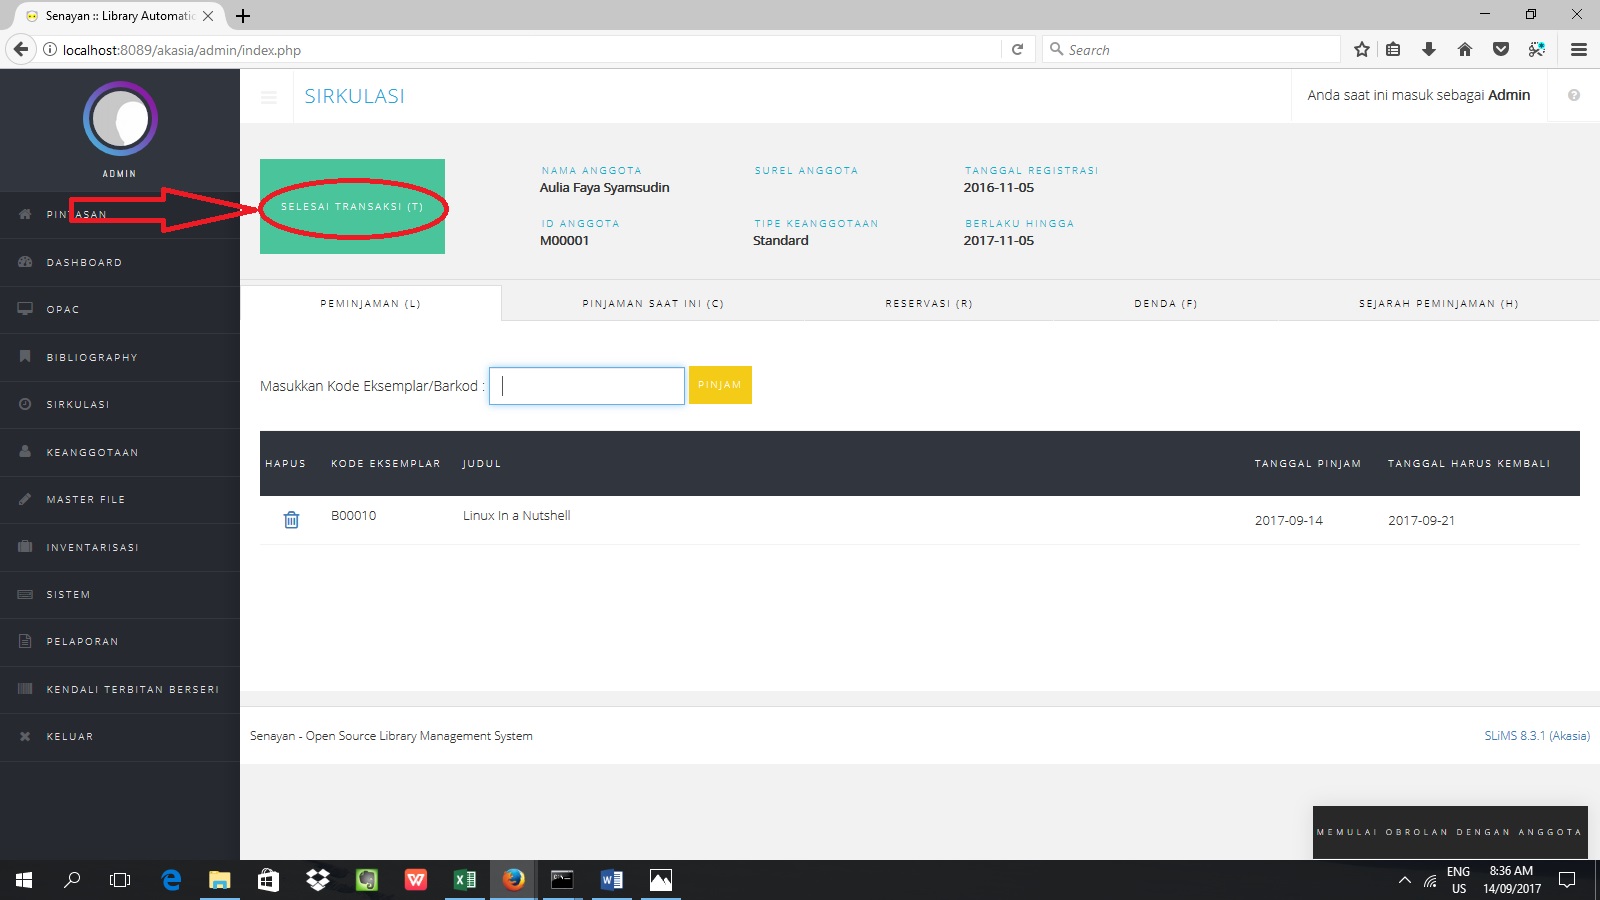 Senayan :: Library Automatic
localhost:8089/akasia/admin/index.php
Search
ADMIN
PINTASAN
DASHBOARD
OPAC
BIBLIOGRAPHY
SIRKULASI
KEANGGOTAAN
MASTER FILE
INVENTARISASI
SISTEM
PELAPORAN
KENDALI TERBITAN BERSERI
KELUAR
SIRKULASI
Anda saat ini masuk sebagai Admin
SELESAI TRANSAKSI (T)
NAMA ANGGOTA
Aulia Faya Syamsudin
SUREL ANGGOTA
TANGGAL REGISTRASI
2016-11-05
ID ANGGOTA
M00001
TIPE KEANGGOTAAN
Standard
BERLAKU HINGGA
2017-11-05
PEMINJAMAN (L)
PINJAMAN SAAT INI (C)
RESERVASI (R)
DENDA (F)
SEJARAH PEMINJAMAN (H)
Masukkan Kode Eksemplar/Barkod :
PINJAM
HAPUS KODE EKSEMPLAR JUDUL TANGGAL PINJAM TANGGAL HARUS KEMBALI
B00010 Linux In a Nutshell 2017-09-14 2017-09-21
Senayan - Open Source Library Management System
SLiMS 8.3.1 (Akasia)
MEMULAI OBROLAN DENGAN ANGGOTA
ENG
US
8:36 AM
14/09/2017